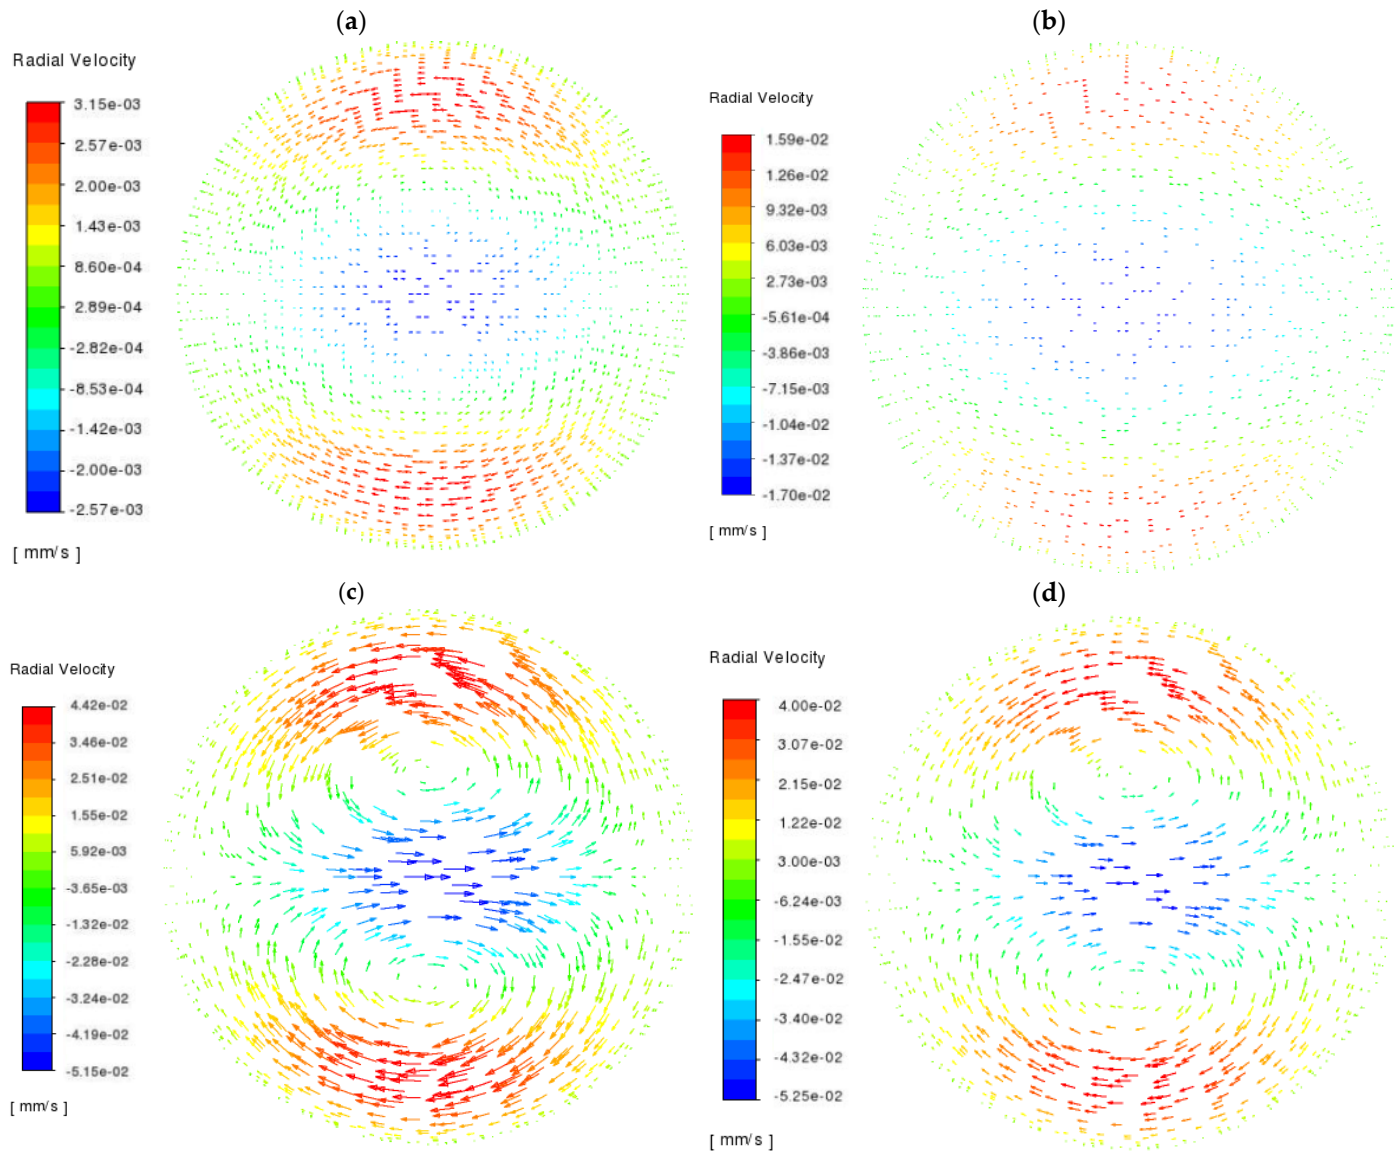 (a)
Radial Velocity
3.15e-03
2.57e-03
2.00e-03
1.43e-03
8.60e-04
2.89e-04
-2.82e-04
-8.53e-04
-1.42e-03
-2.00e-03
-2.57e-03
[ mm/s ]
(b)
Radial Velocity
1.59e-02
1.26e-02
9.32e-03
6.03e-03
2.73e-03
-5.61e-04
-3.86e-03
-7.15e-03
-1.04e-02
-1.37e-02
-1.70e-02
[ mm/s ]
(c)
Radial Velocity
4.42e-02
3.46e-02
2.51e-02
1.55e-02
5.92e-03
-3.65e-03
-1.32e-02
-2.28e-02
-3.24e-02
-4.19e-02
-5.15e-02
[ mm/s ]
(d)
Radial Velocity
4.00e-02
3.07e-02
2.15e-02
1.22e-02
3.00e-03
-6.24e-03
-1.55e-02
-2.47e-02
-3.40e-02
-4.32e-02
-5.25e-02
[ mm/s ]